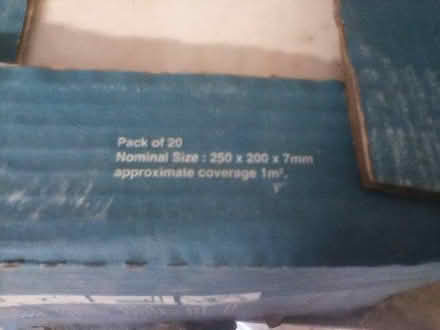 Pack of 20
Nominal Size : 250 x 200 x 7mm
approximate coverage 1m².